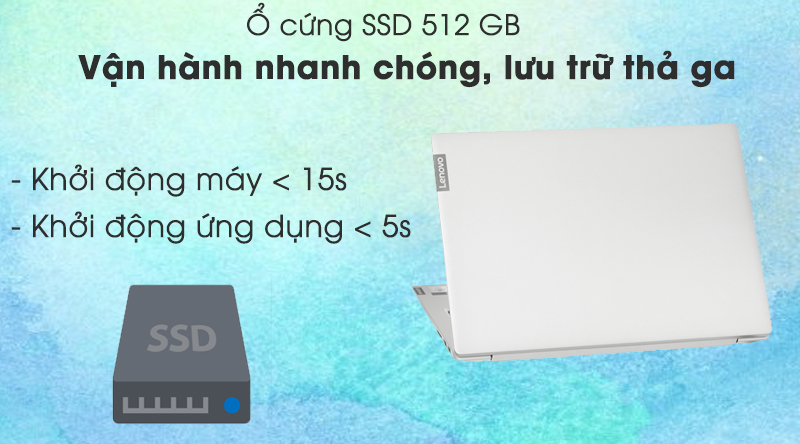 Ổ cứng SSD 512 GB
Vận hành nhanh chóng, lưu trữ thả ga
- Khởi động máy < 15s
- Khởi động ứng dụng < 5s
Lenovo
SSD